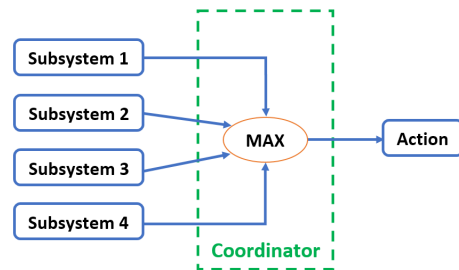 Subsystem 1
Subsystem 2
MAX
Action
Subsystem 3
Subsystem 4
Coordinator